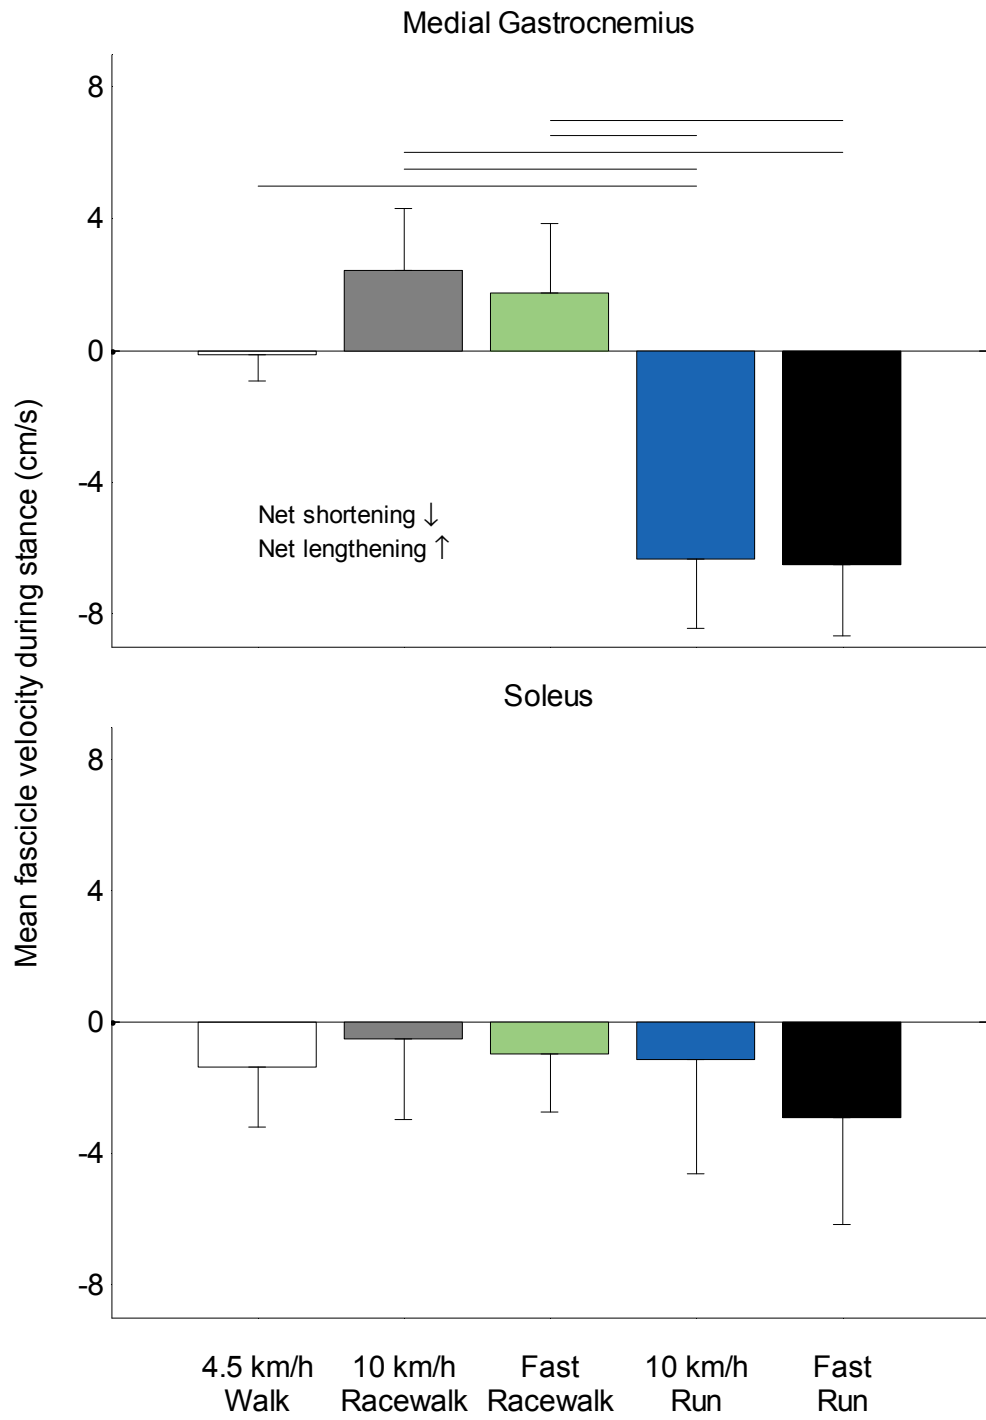 Medial Gastrocnemius
8
4
0
-4
-8
Net shortening ↓
Net lengthening ↑
Mean fascicle velocity during stance (cm/s)
Soleus
8
4
0
-4
-8
4.5 km/h
Walk
10 km/h
Racewalk
Fast
Racewalk
10 km/h
Run
Fast
Run